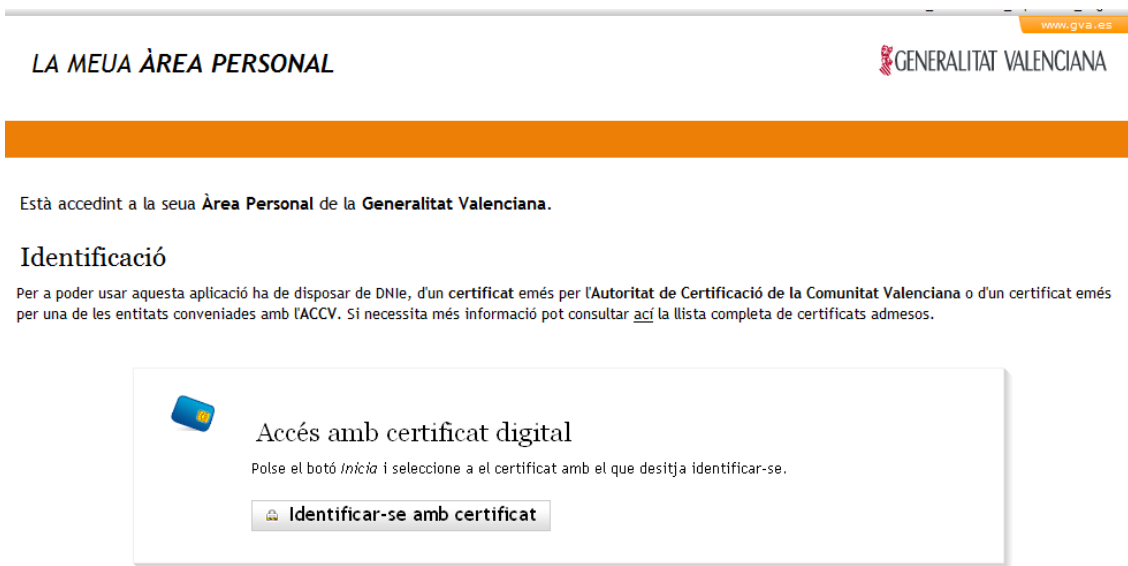 www.gva.es
LA MEUA ÀREA PERSONAL
GENERALITAT VALENCIANA
Està accedint a la seua Àrea Personal de la Generalitat Valenciana.
Identificació
Per a poder usar aquesta aplicació ha de disposar de DNIe, d'un certificat emés per l'Autoritat de Certificació de la Comunitat Valenciana o d'un certificat emés
per una de les entitats conveniades amb l'ACCV. Si necessita més informació pot consultar ací la llista completa de certificats admesos.
Accés amb certificat digital
Polse el botó Inicia i seleccione a el certificat amb el que desitja identificar-se.
Identificar-se amb certificat